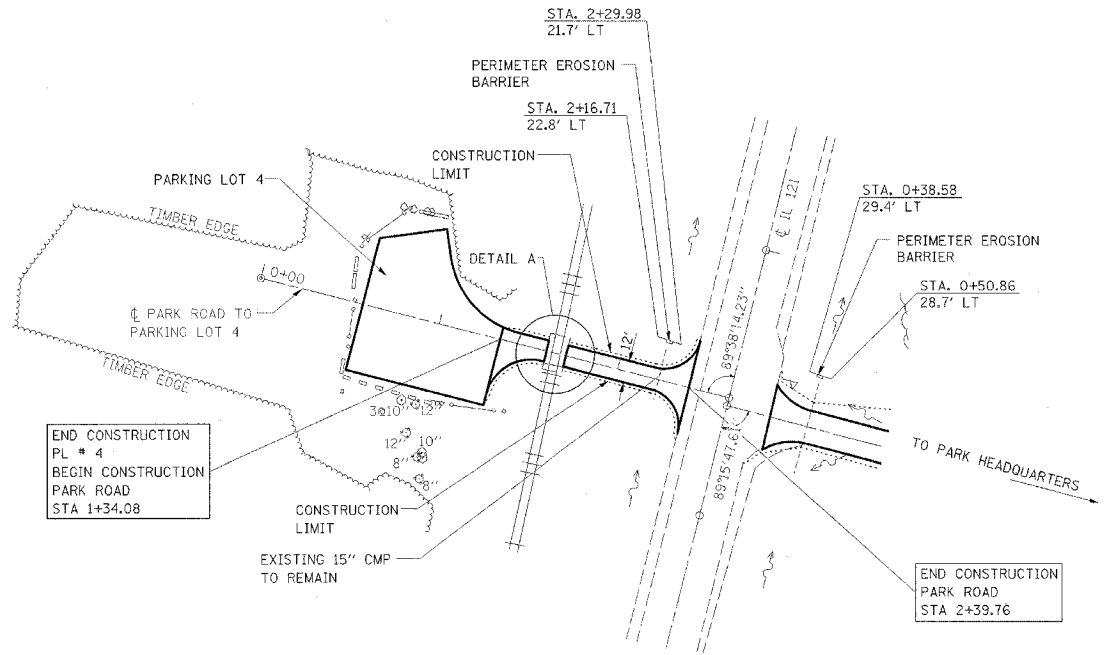 STA. 2+29.98
21.7' LT
PERIMETER EROSION
BARRIER
STA. 2+16.71
22.8' LT
CONSTRUCTION
LIMIT
PARKING LOT 4
TIMBER EDGE
0+00
DETAIL A
℄ PARK ROAD TO
PARKING LOT 4
TIMBER EDGE
12'
℄ IL 121
STA. 0+38.58
29.4' LT
PERIMETER EROSION
BARRIER
STA. 0+50.86
28.7' LT
89°38'14.23"
89°15'47.61"
3@10"
12"
12"
10"
8"
8"
END CONSTRUCTION
PL # 4
BEGIN CONSTRUCTION
PARK ROAD
STA 1+34.08
CONSTRUCTION
LIMIT
EXISTING 15" CMP
TO REMAIN
TO PARK HEADQUARTERS
END CONSTRUCTION
PARK ROAD
STA 2+39.76